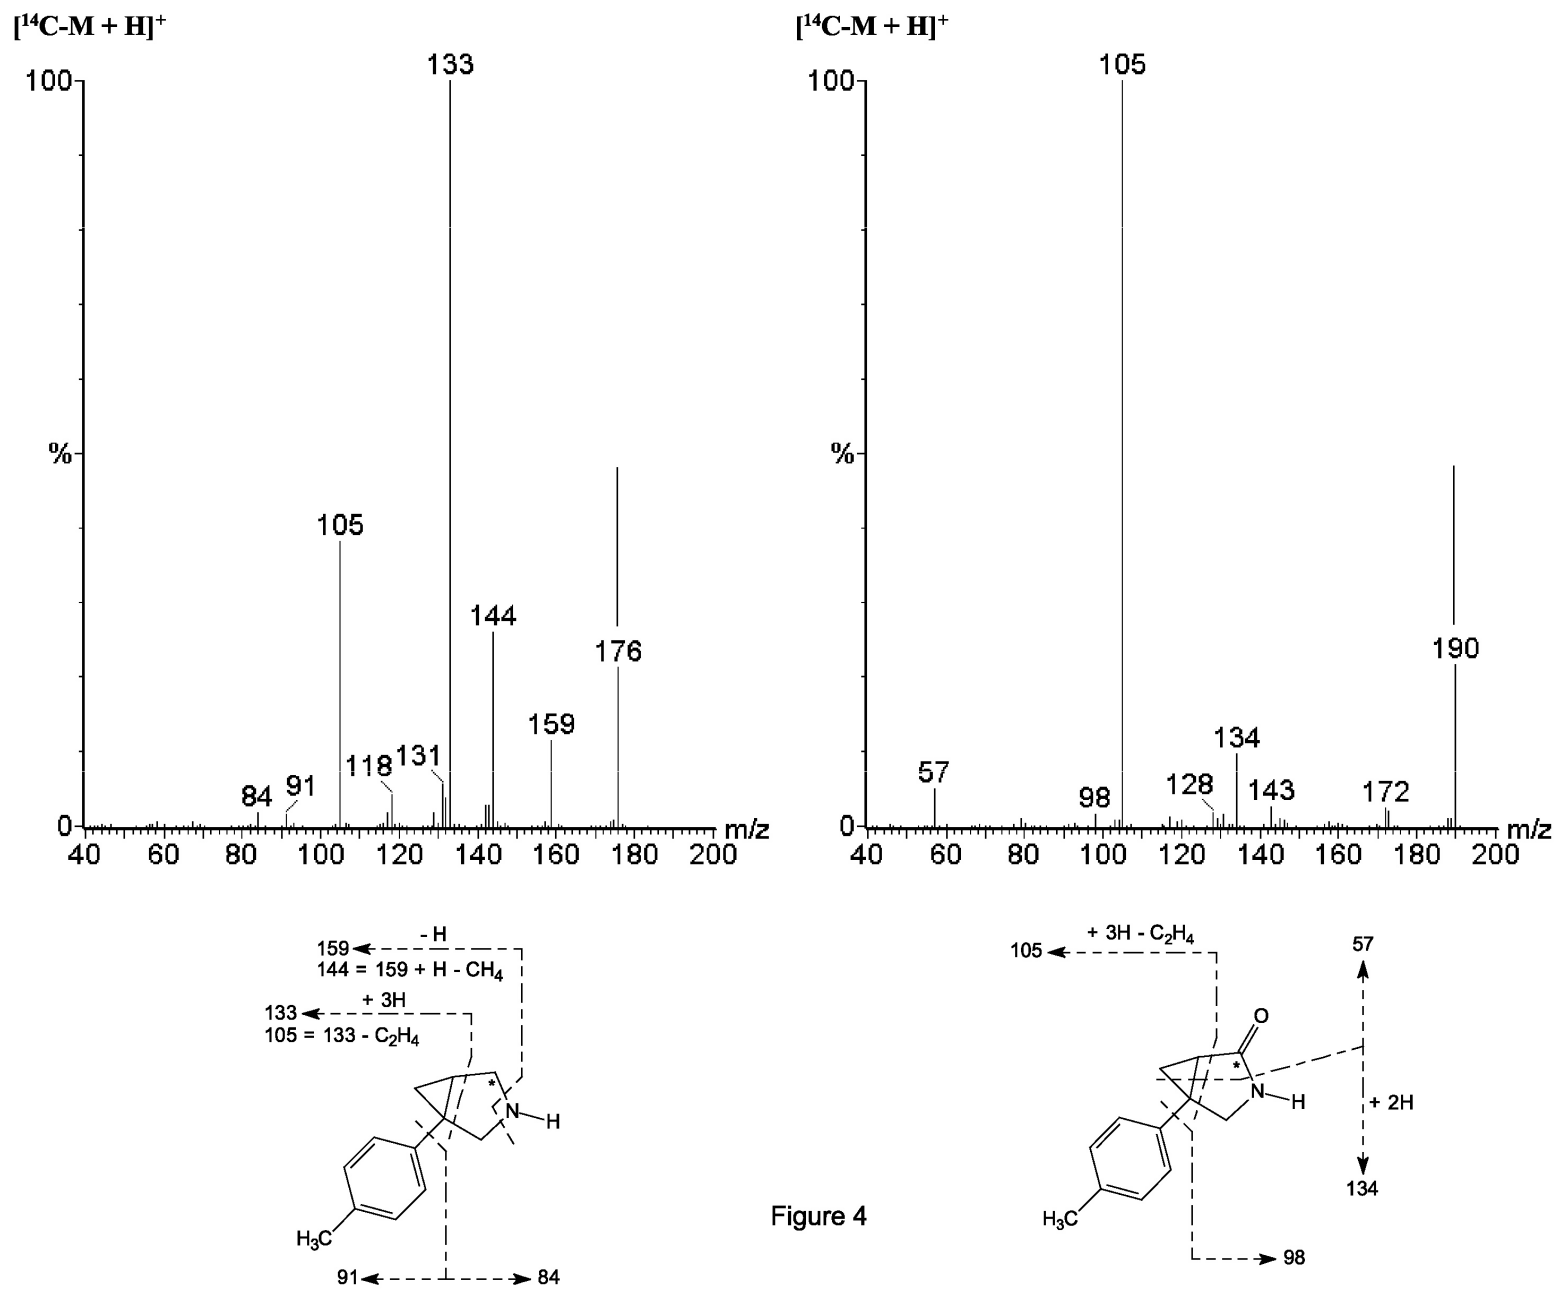 [¹⁴C-M + H]⁺
100
133
%
105
144
176
159
131
118
91
84
0
m/z
40 60 80 100 120 140 160 180 200
[¹⁴C-M + H]⁺
100
105
%
190
134
57
128
143
172
98
0
m/z
40 60 80 100 120 140 160 180 200
- H
159
144 = 159 + H - CH₄
+ 3H
133
105 = 133 - C₂H₄
*
N
H
H₃C
91
84
+ 3H - C₂H₄
105
57
O
*
N
H
+ 2H
134
H₃C
98
Figure 4